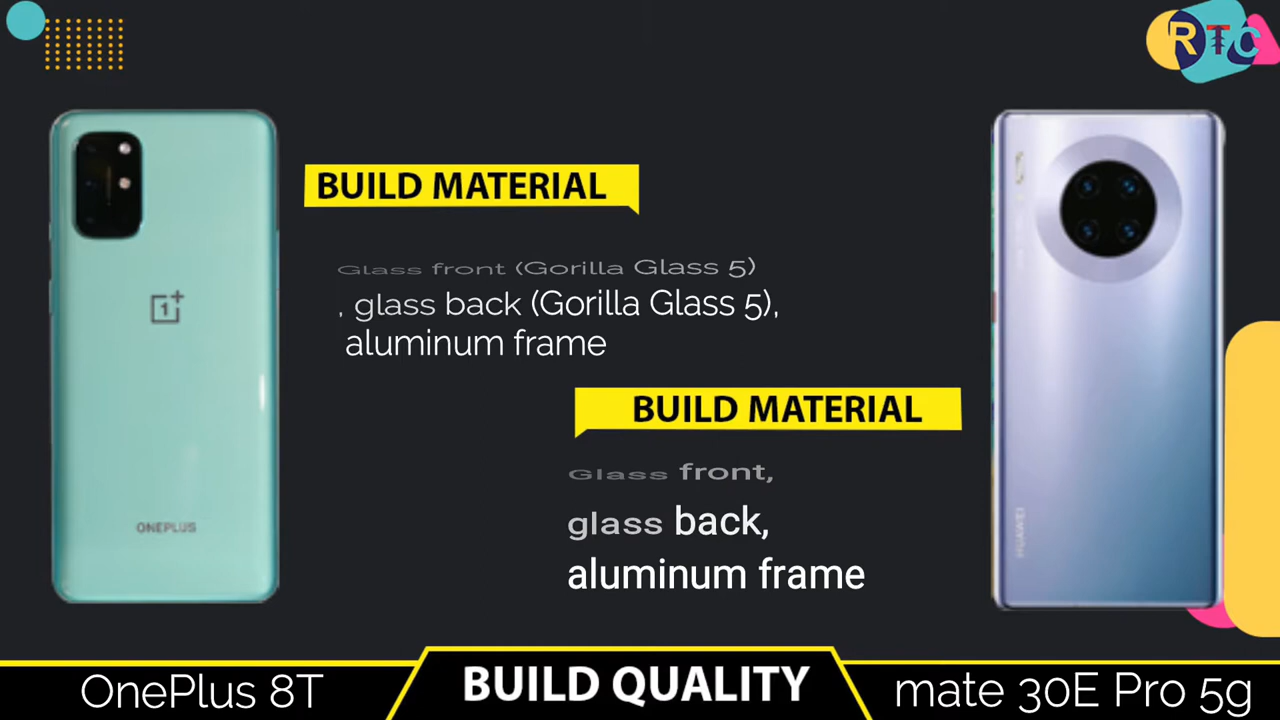 RTC
BUILD MATERIAL
Glass front (Gorilla Glass 5)
, glass back (Gorilla Glass 5),
aluminum frame
BUILD MATERIAL
Glass front,
glass back,
aluminum frame
1+
ONEPLUS
HUAWEI
OnePlus 8T
BUILD QUALITY
mate 30E Pro 5g